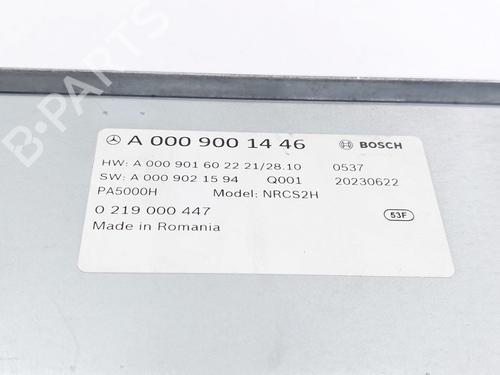 B-Parts
A 000 900 14 46 BOSCH
HW: A 000 901 60 22 21/28.10 0537
SW: A 000 902 15 94 Q001 20230622
PA5000H Model: NRCS2H
0 219 000 447
Made in Romania
53F